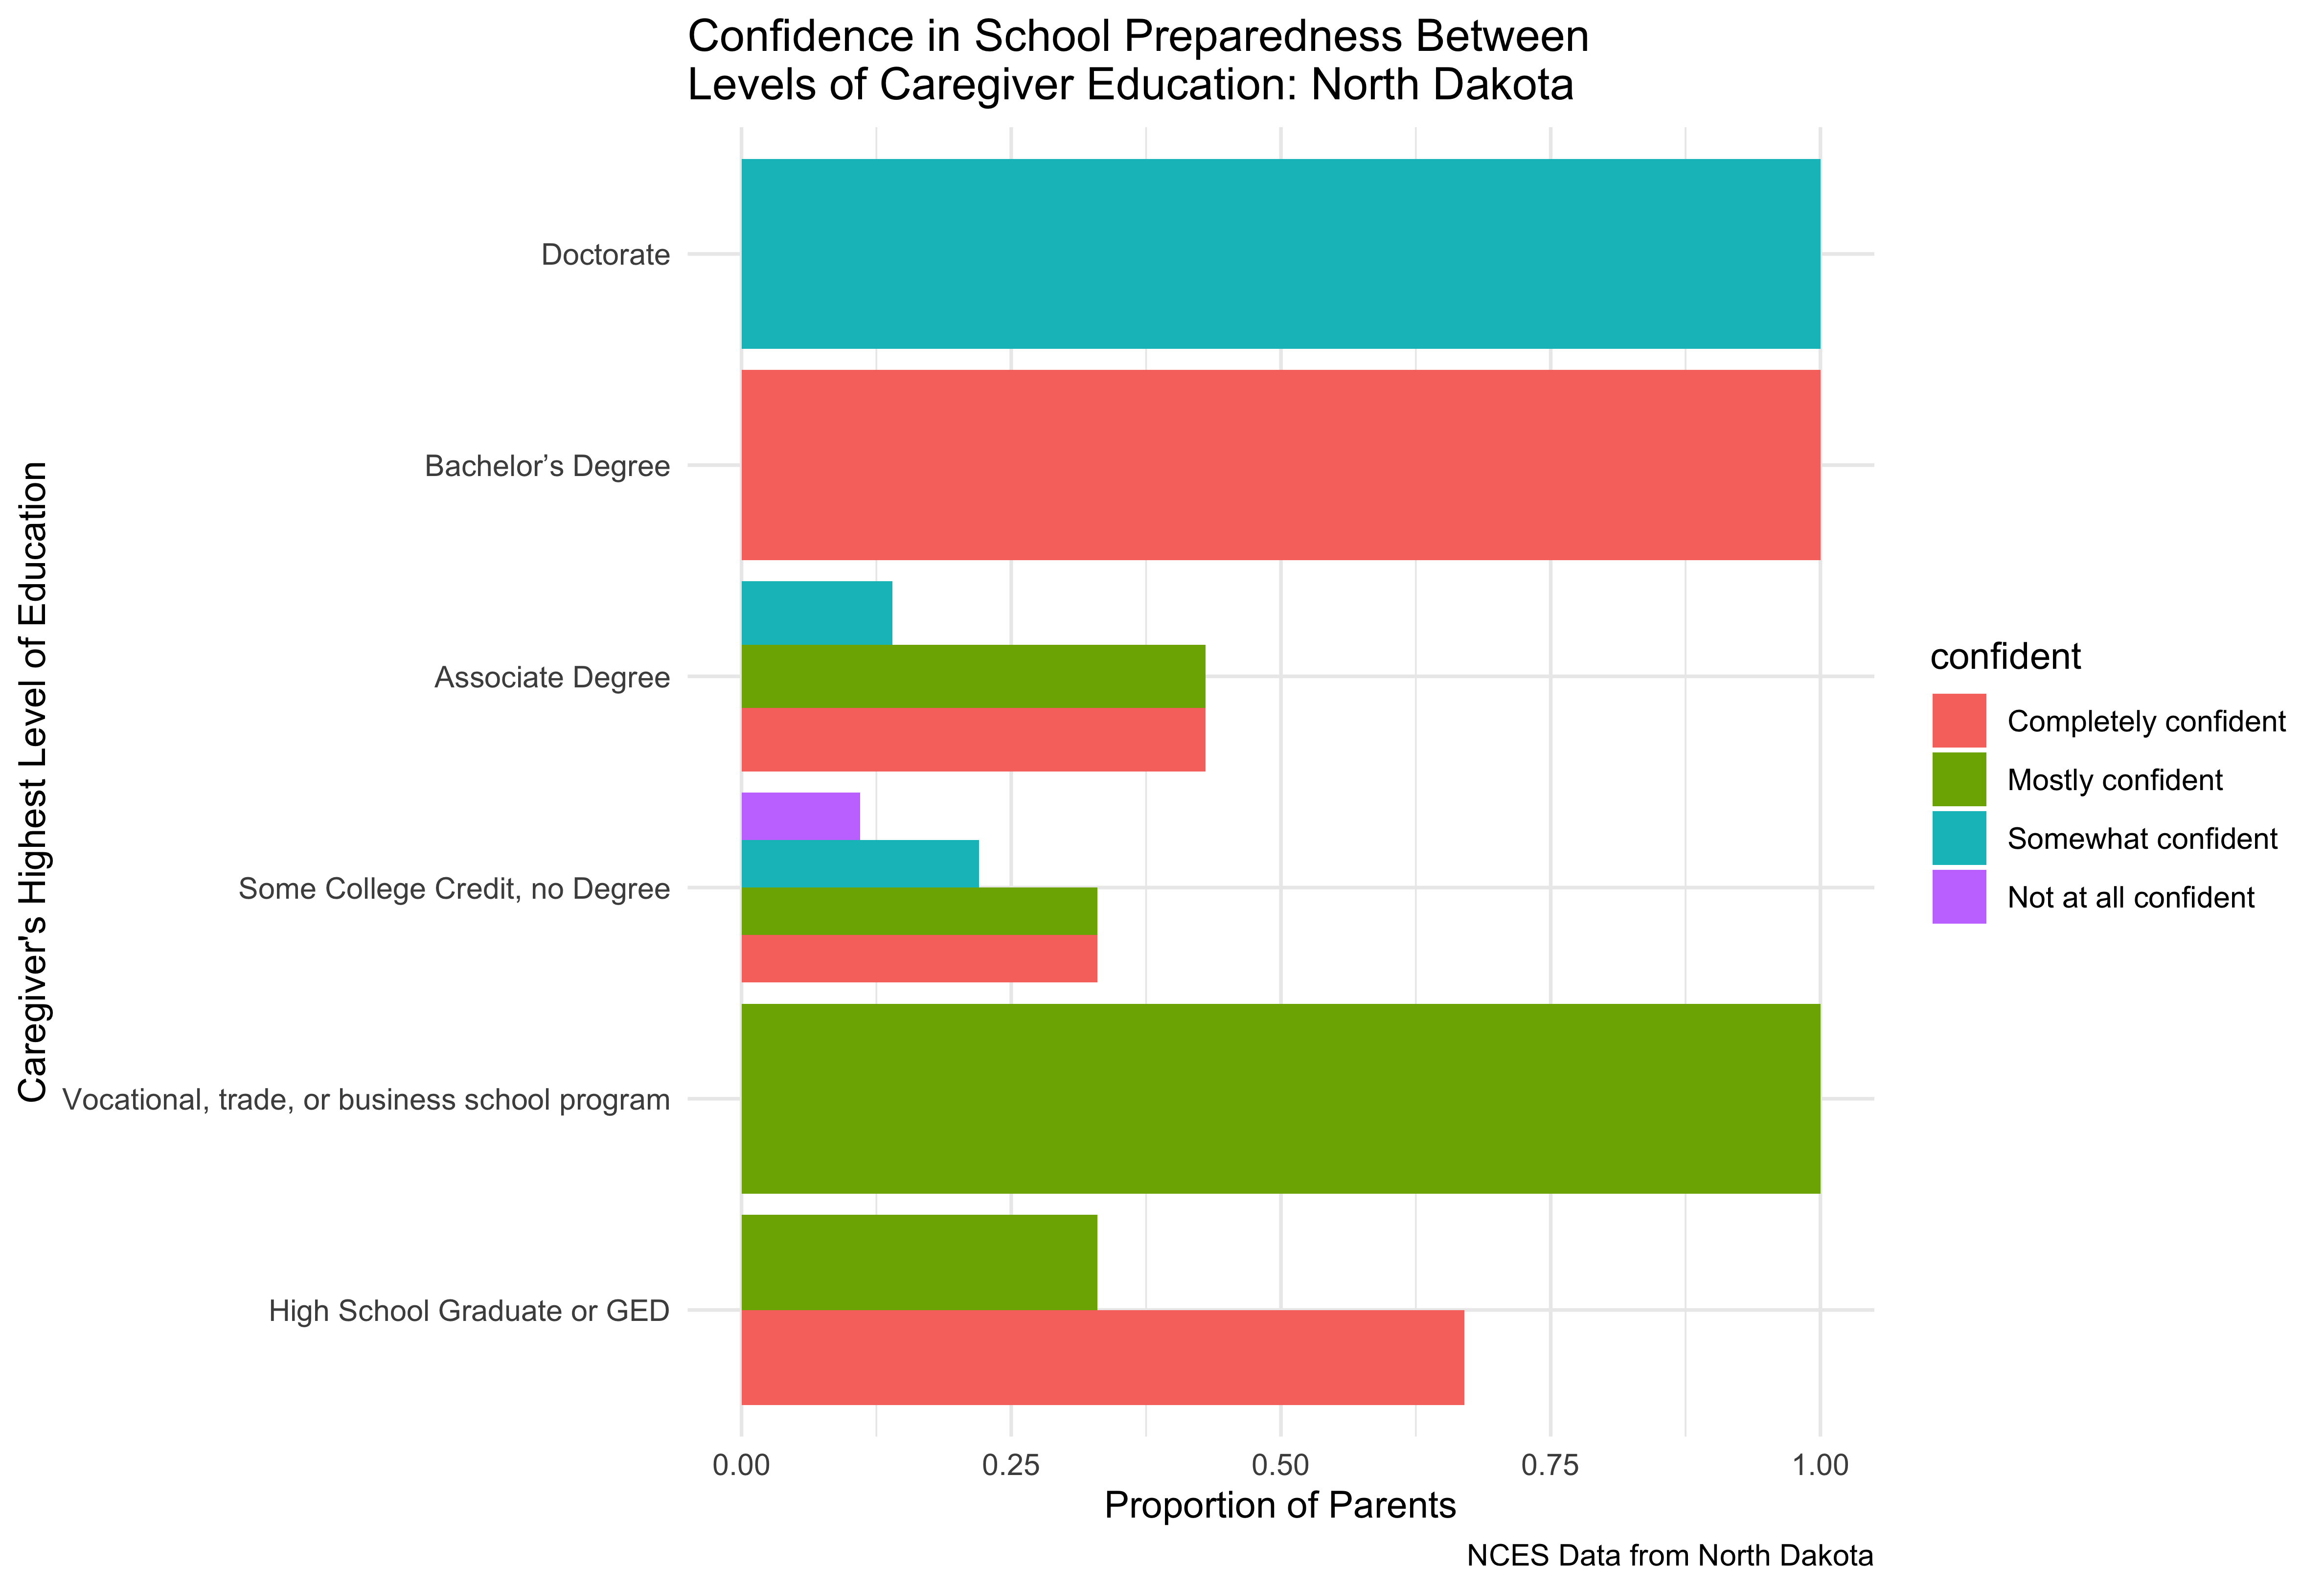 Confidence in School Preparedness Between
Levels of Caregiver Education: North Dakota
Caregiver's Highest Level of Education
Doctorate
Bachelor’s Degree
Associate Degree
Some College Credit, no Degree
Vocational, trade, or business school program
High School Graduate or GED
0.00
0.25
0.50
0.75
1.00
Proportion of Parents
confident
Completely confident
Mostly confident
Somewhat confident
Not at all confident
NCES Data from North Dakota